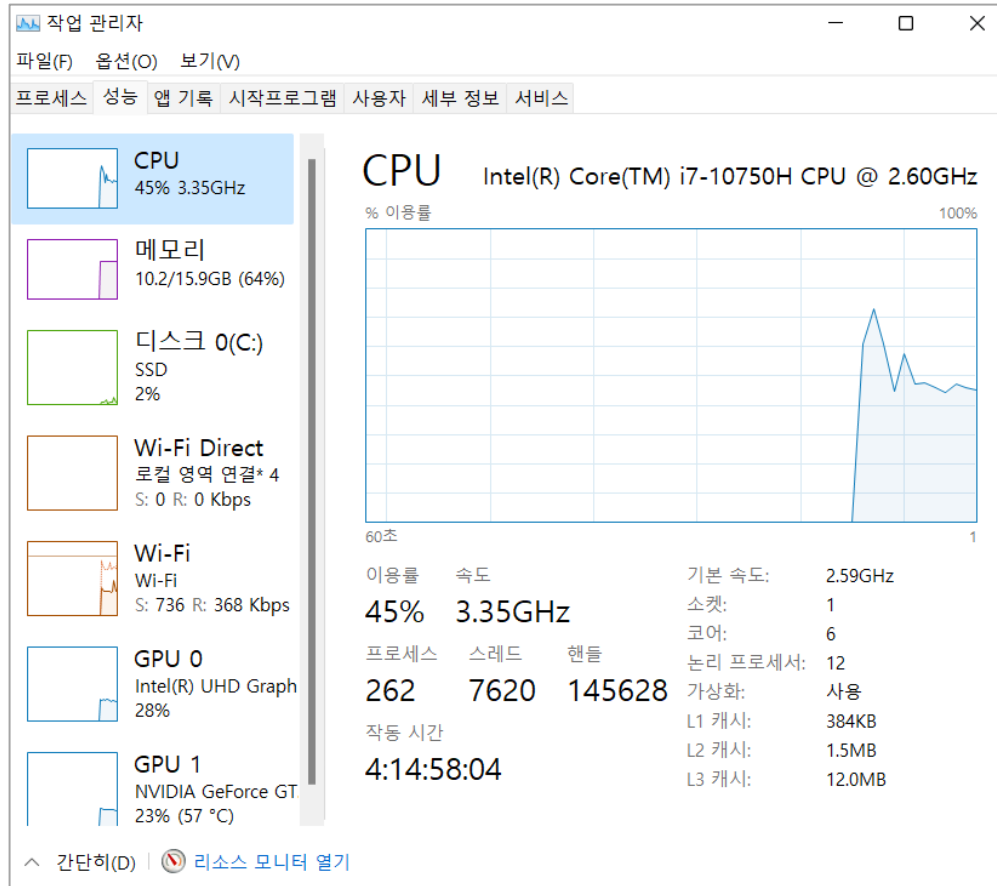 작업 관리자
파일(F) 옵션(O) 보기(V)
프로세스 성능 앱 기록 시작프로그램 사용자 세부 정보 서비스
CPU
45% 3.35GHz
메모리
10.2/15.9GB (64%)
디스크 0(C:)
SSD
2%
Wi-Fi Direct
로컬 영역 연결* 4
S: 0 R: 0 Kbps
Wi-Fi
Wi-Fi
S: 736 R: 368 Kbps
GPU 0
Intel(R) UHD Graph
28%
GPU 1
NVIDIA GeForce GT
23% (57 °C)
CPU Intel(R) Core(TM) i7-10750H CPU @ 2.60GHz
% 이용률 100%
60초 1
이용률 속도
45% 3.35GHz
프로세스 스레드 핸들
262 7620 145628
작동 시간
4:14:58:04
기본 속도: 2.59GHz
소켓: 1
코어: 6
논리 프로세서: 12
가상화: 사용
L1 캐시: 384KB
L2 캐시: 1.5MB
L3 캐시: 12.0MB
간단히(D) 리소스 모니터 열기